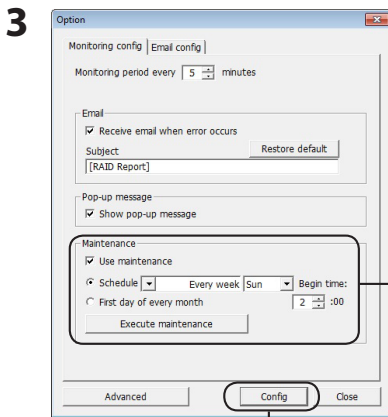 3
Option
Monitoring config Email config
Monitoring period every 5 minutes
Email
Receive email when error occurs
Subject Restore default
[RAID Report]
Pop-up message
Show pop-up message
Maintenance
Use maintenance
Schedule Every week Sun Begin time:
First day of every month 2 :00
Execute maintenance
Advanced Config Close